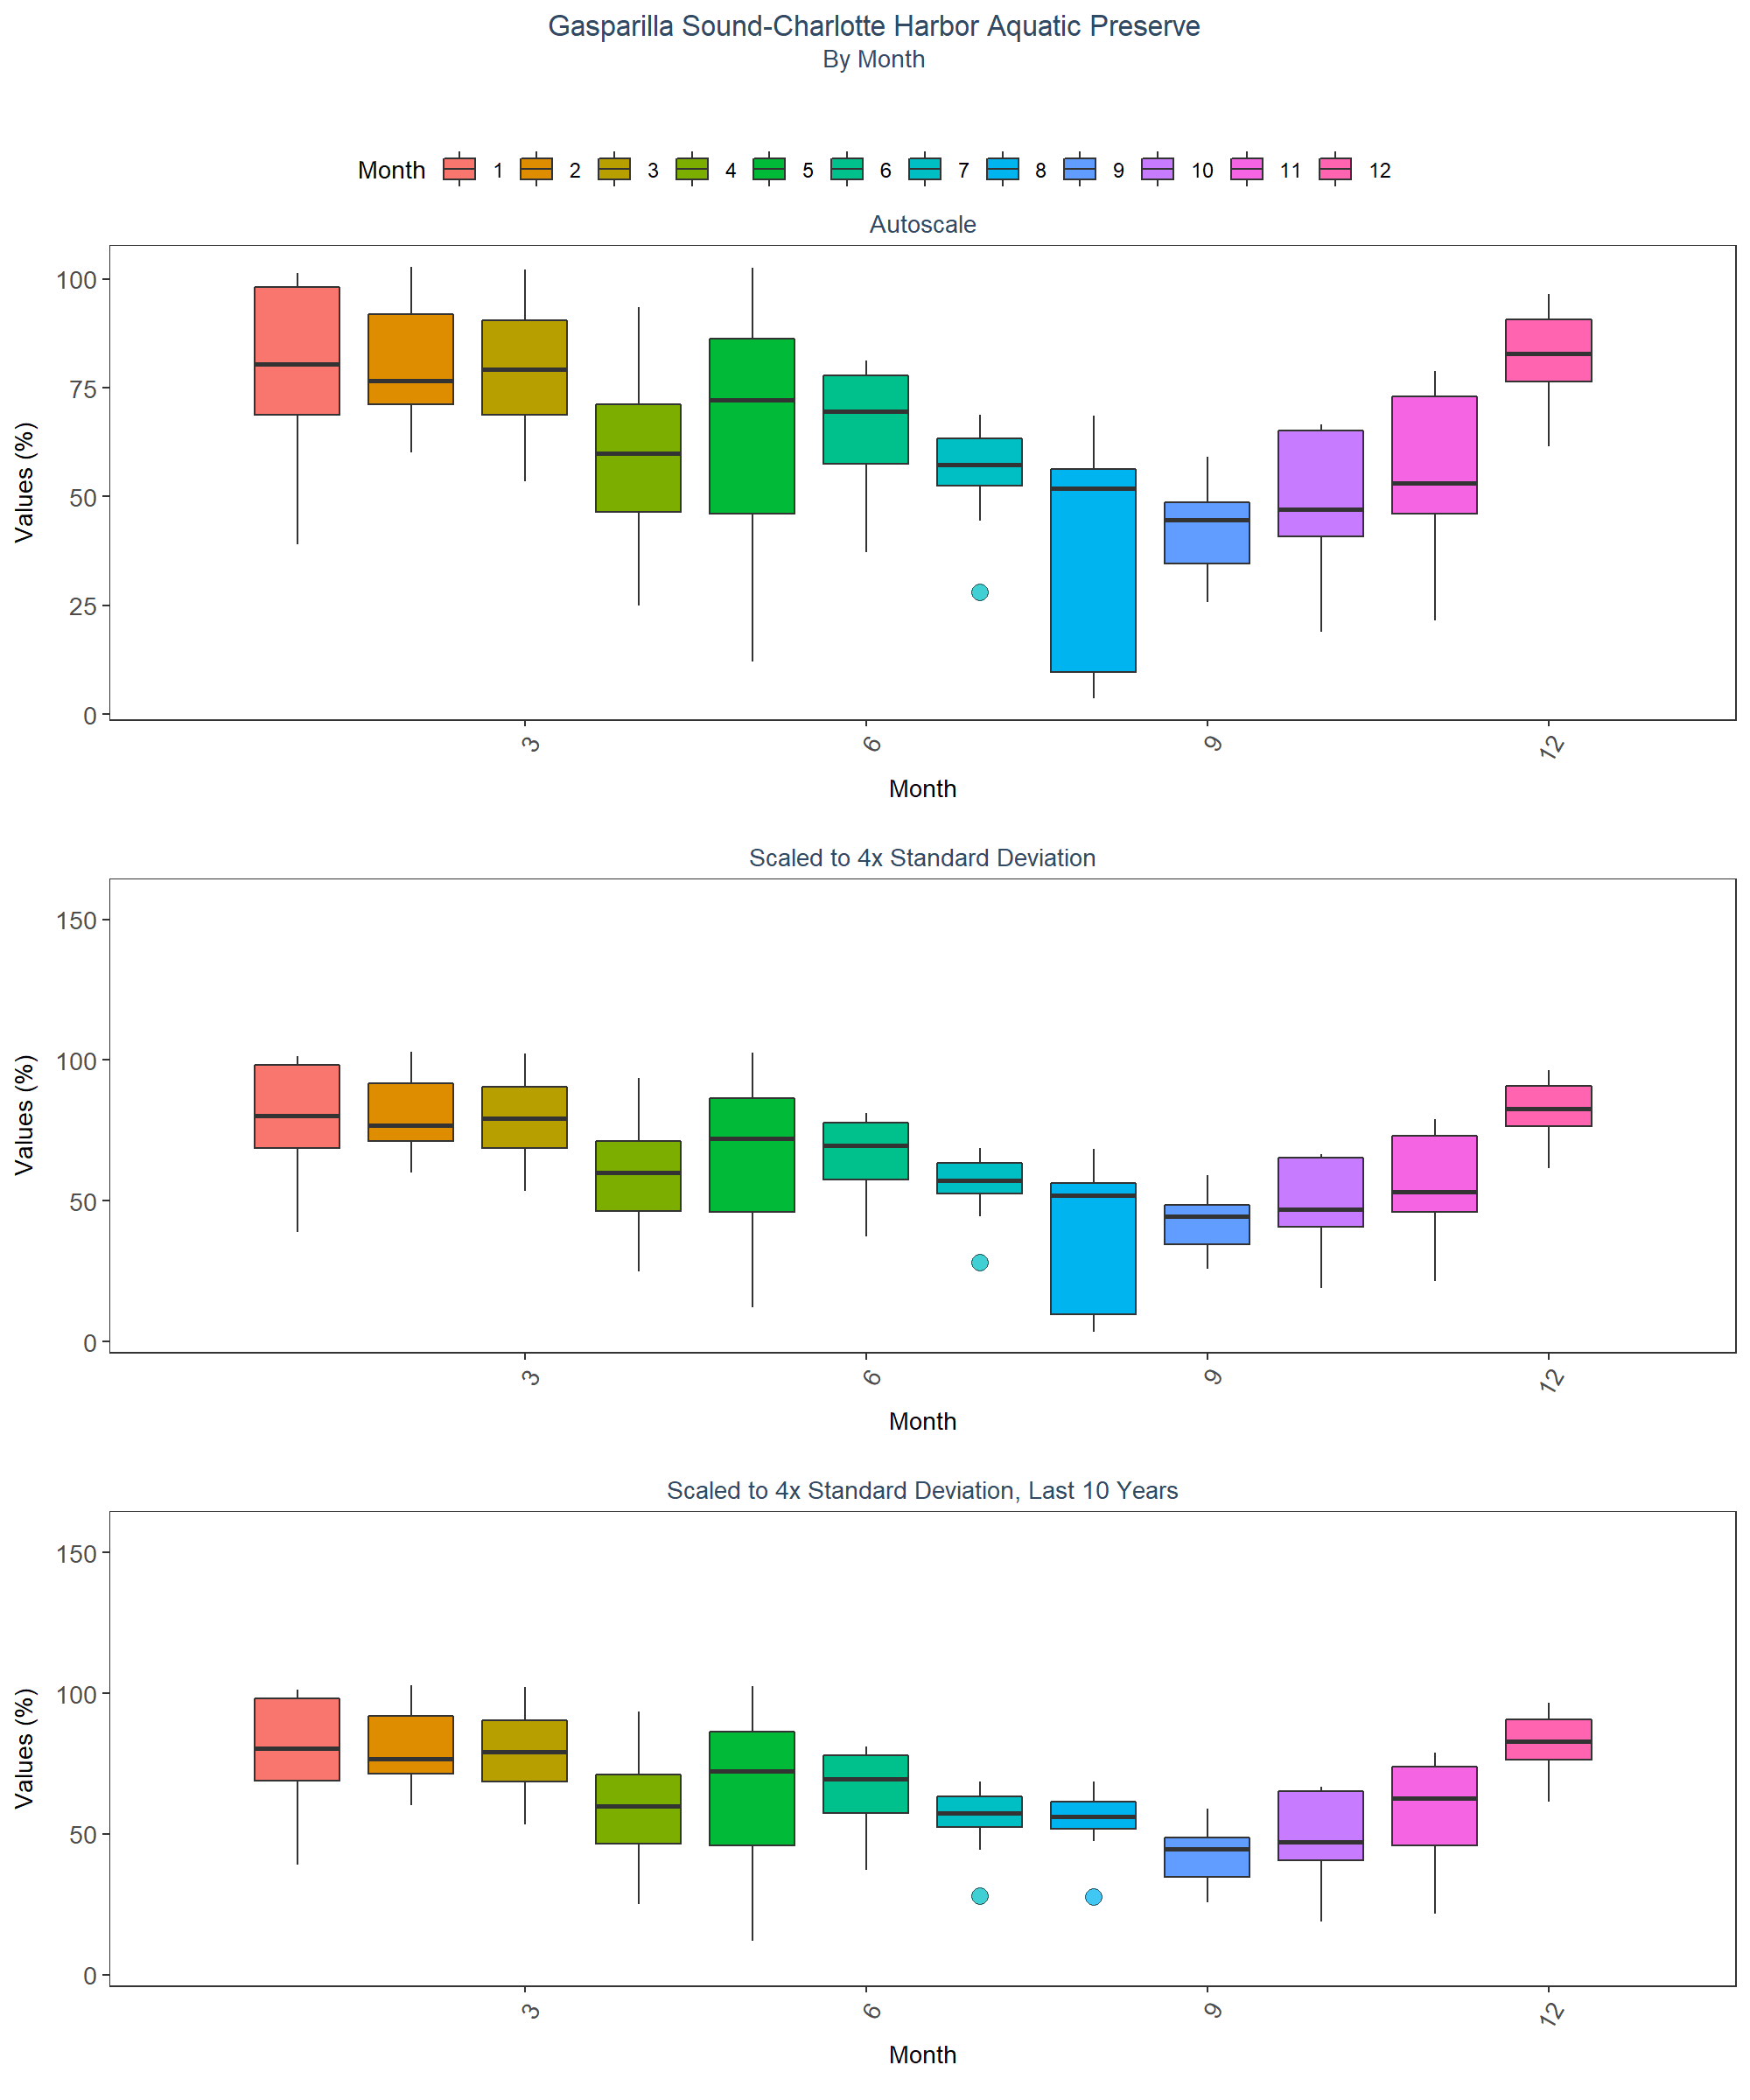 Gasparilla Sound-Charlotte Harbor Aquatic Preserve
By Month
Month 1 2 3 4 5 6 7 8 9 10 11 12
Autoscale
Values (%)
100
75
50
25
0
3 6 9 12
Month
Scaled to 4x Standard Deviation
Values (%)
150
100
50
0
3 6 9 12
Month
Scaled to 4x Standard Deviation, Last 10 Years
Values (%)
150
100
50
0
3 6 9 12
Month